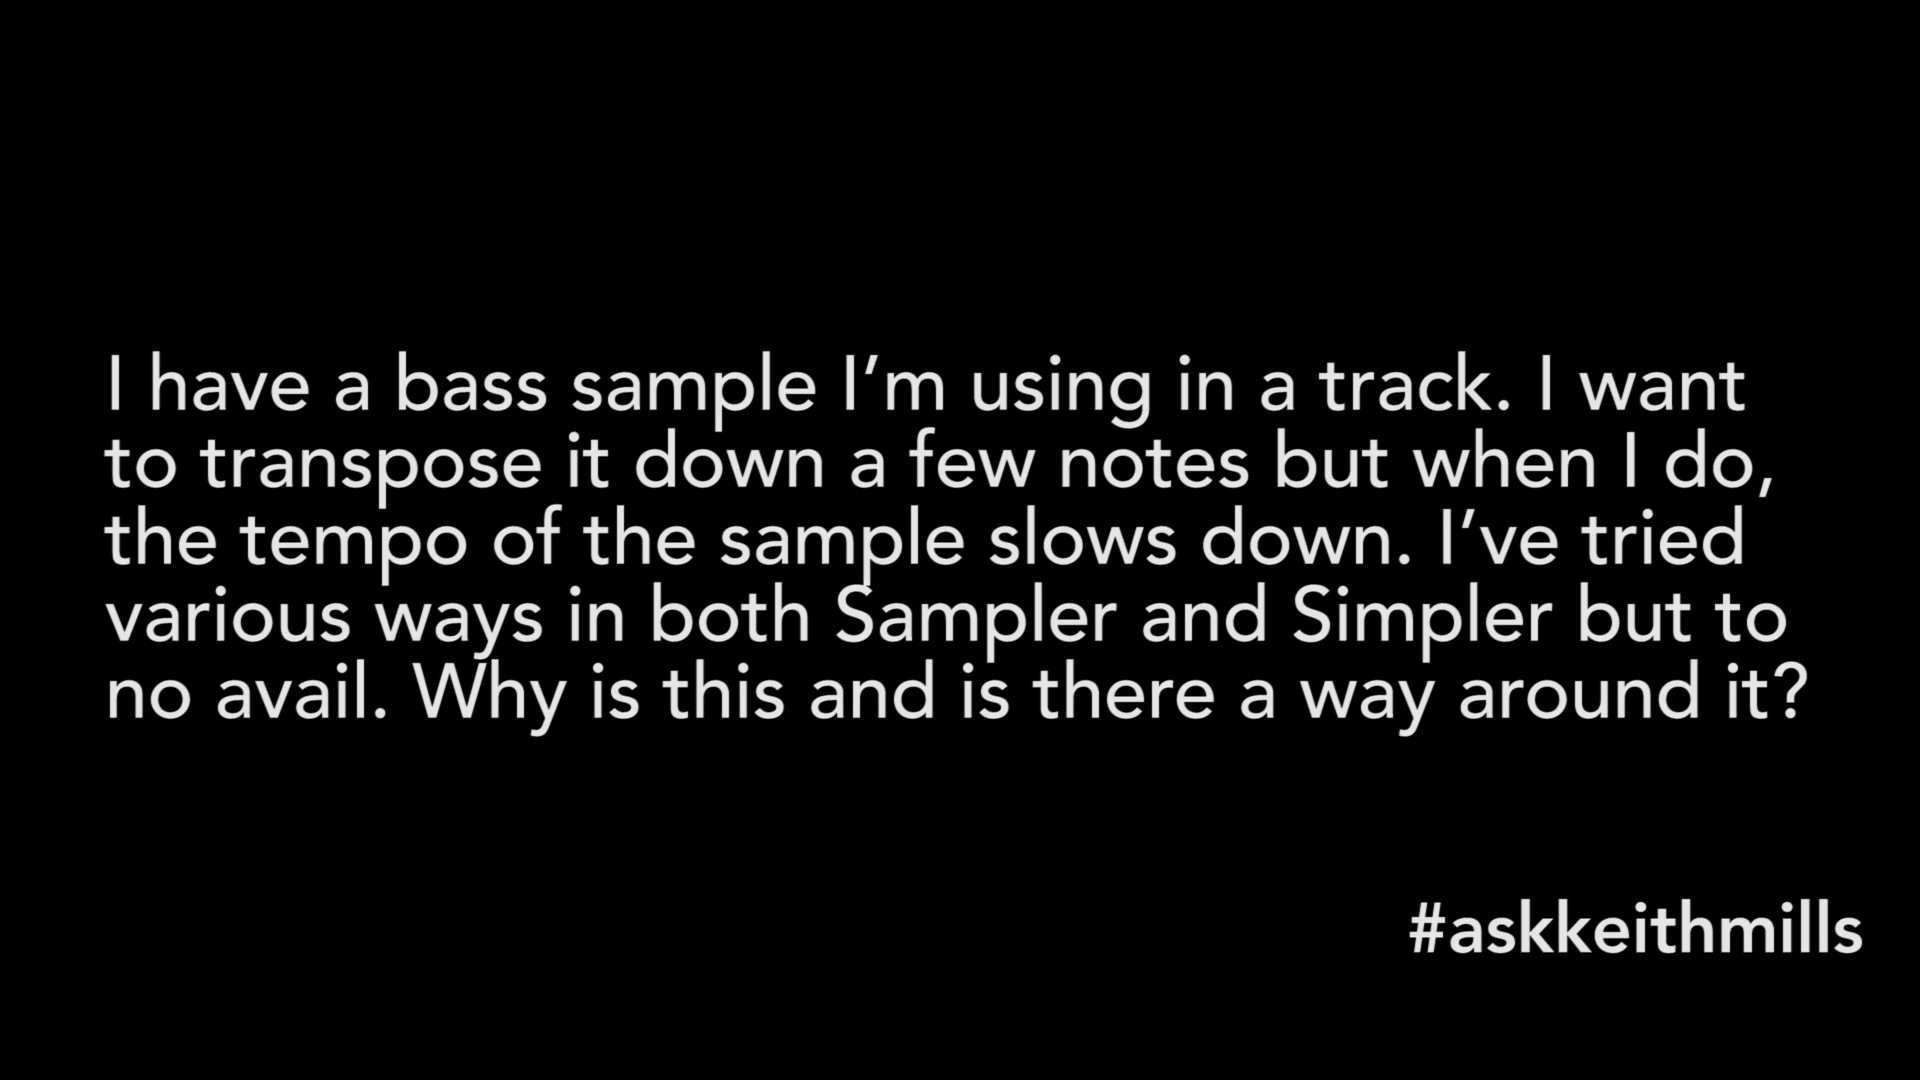 I have a bass sample I’m using in a track. I want
to transpose it down a few notes but when I do,
the tempo of the sample slows down. I’ve tried
various ways in both Sampler and Simpler but to
no avail. Why is this and is there a way around it?
#askkeithmills